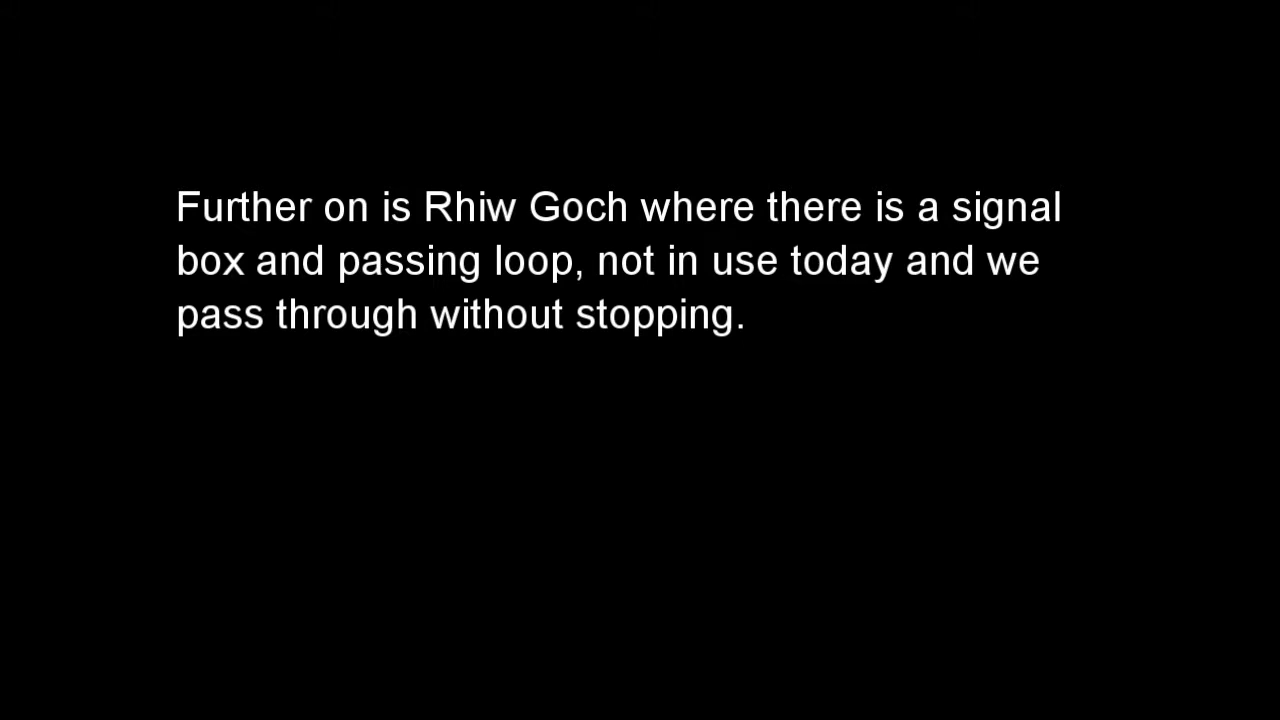 Further on is Rhiw Goch where there is a signal
box and passing loop, not in use today and we
pass through without stopping.